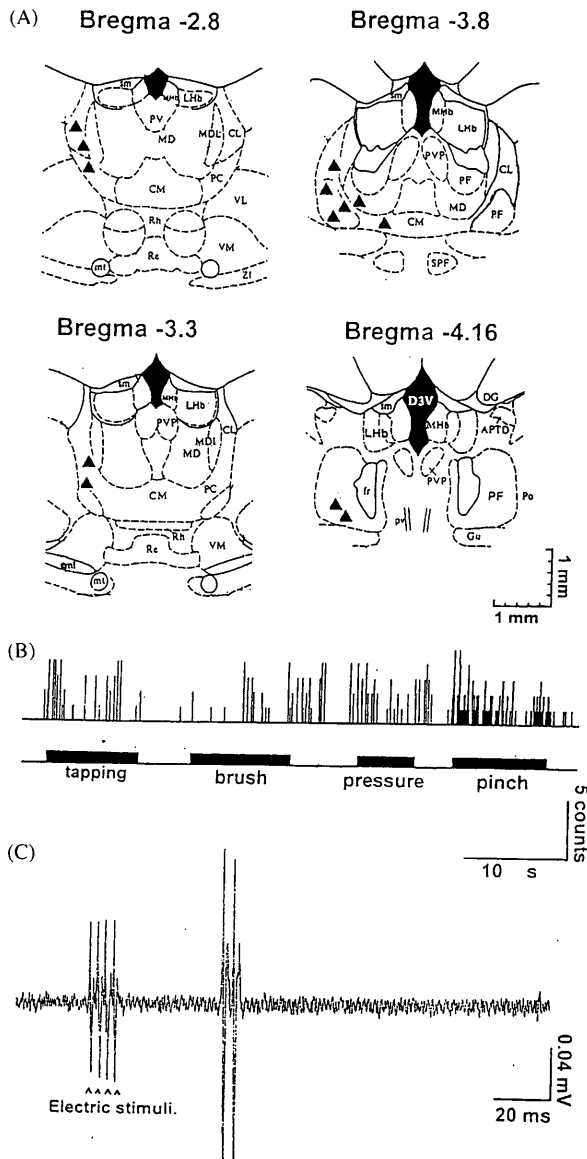 (A)
Bregma -2.8
sm
MHb
LHb
PV
MD
MDL
CL
CM
PC
VL
Rh
VM
Re
mt
ZI
Bregma -3.8
sm
MHb
LHb
PVP
CL
PF
MD
CM
PF
SPF
Bregma -3.3
sm
MHb
LHb
PVP
CL
MDL
MD
CM
PC
Rh
VM
Re
eml
mt
Bregma -4.16
D3V
DG
sm
APTD
LHb
MHb
PVP
fr
PF
Po
pv
Gu
1 mm
1 mm
(B)
tapping
brush
pressure
pinch
5 counts
10 s
(C)
^^^^
Electric stimuli.
0.04 mV
20 ms